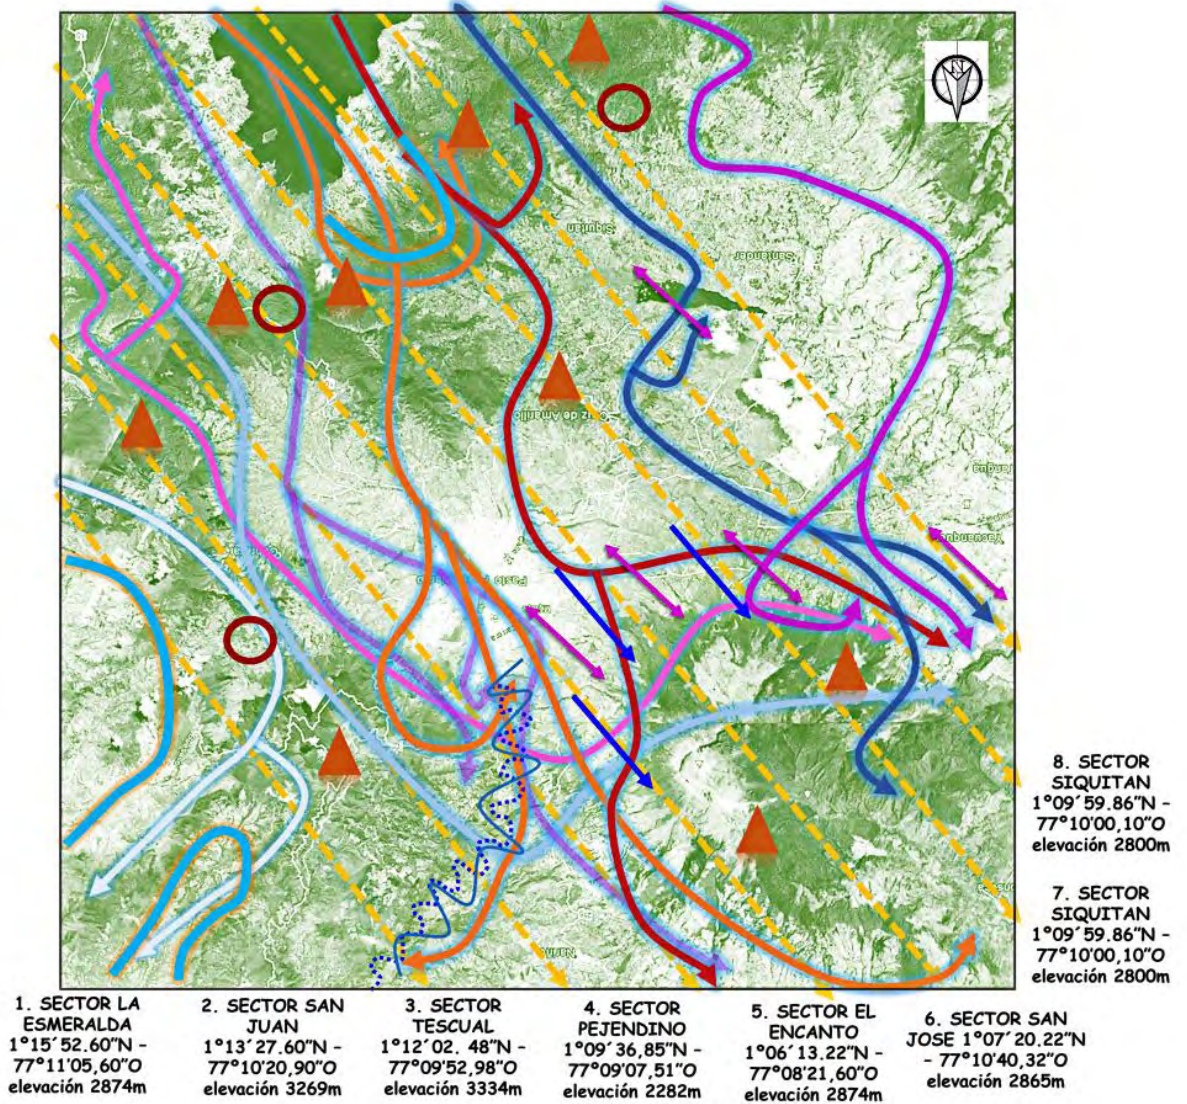 N
Siquitan
Santander
Pasto
8. SECTOR
SIQUITAN
1°09´59.86"N –
77°10'00,10"O
elevación 2800m
7. SECTOR
SIQUITAN
1°09´59.86"N –
77°10'00,10"O
elevación 2800m
1. SECTOR LA
ESMERALDA
1°15´52.60"N –
77°11'05,60"O
elevación 2874m
2. SECTOR SAN
JUAN
1°13´27.60"N –
77°10'20,90"O
elevación 3269m
3. SECTOR
TESCUAL
1°12´02. 48"N –
77°09'52,98"O
elevación 3334m
4. SECTOR
PEJENDINO
1°09´36,85"N –
77°09'07,51"O
elevación 2282m
5. SECTOR EL
ENCANTO
1°06´13.22"N –
77°08'21,60"O
elevación 2874m
6. SECTOR SAN
JOSE 1°07´20.22"N
– 77°10'40,32"O
elevación 2865m